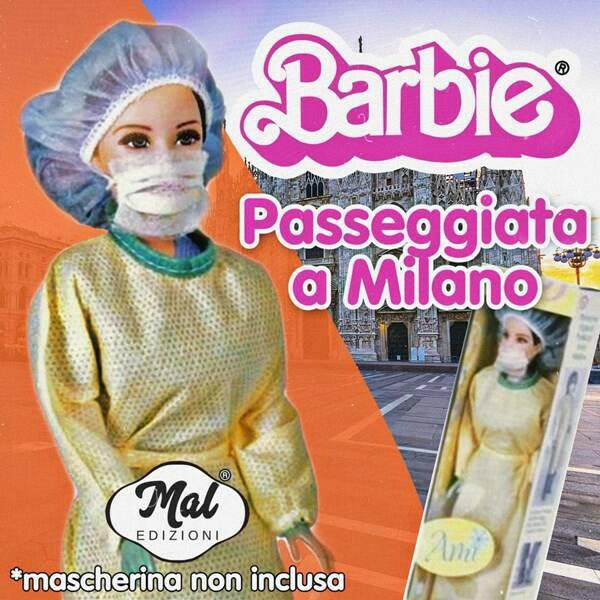 Barbie®
Passeggiata
a Milano
Mal®
EDIZIONI
Ami
*mascherina non inclusa